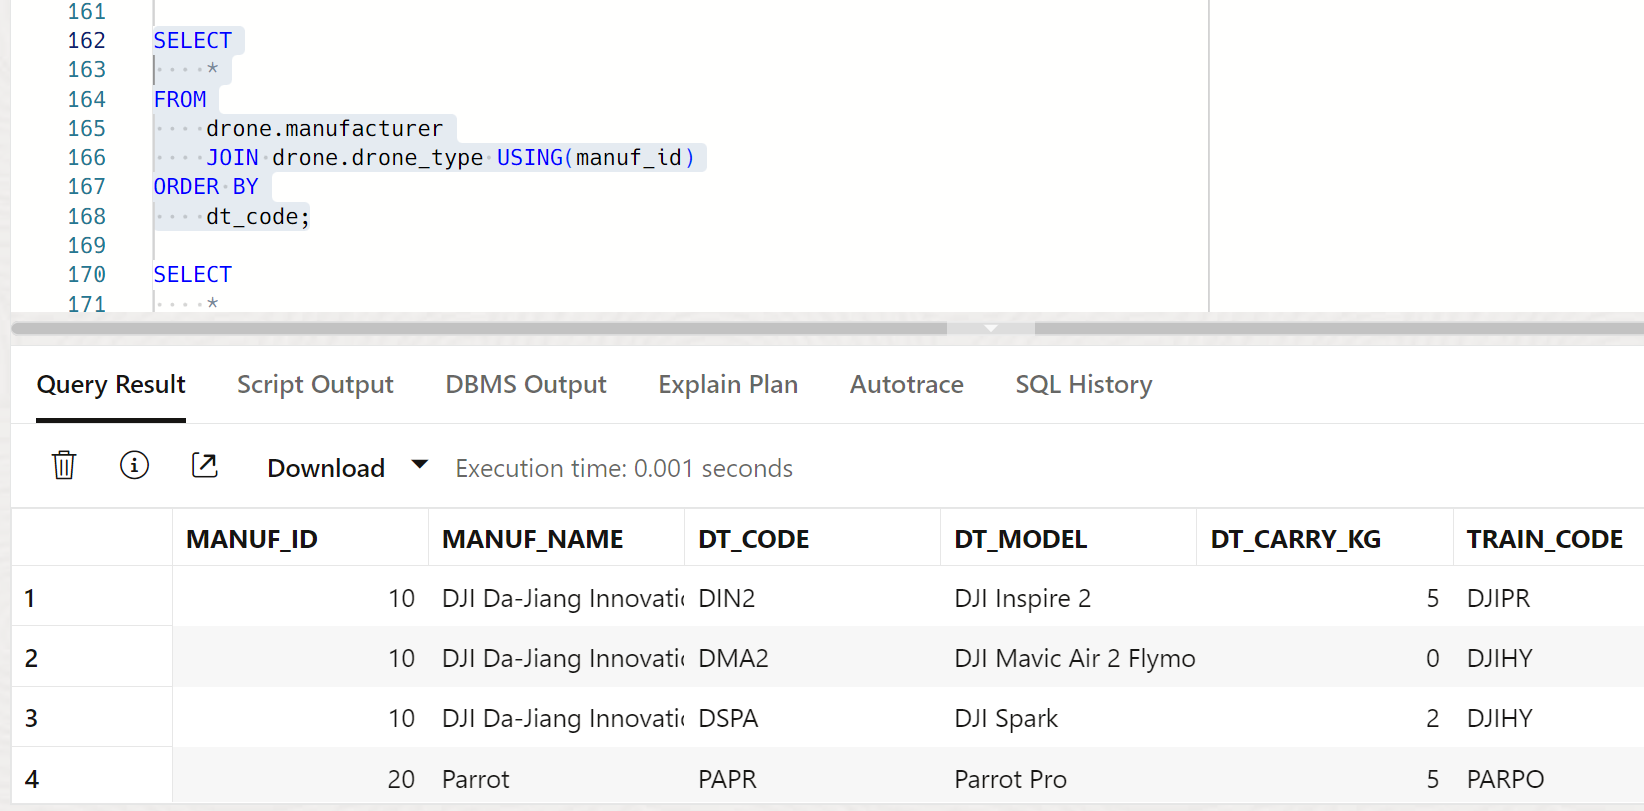 161
162 SELECT
163 *
164 FROM
165 drone.manufacturer
166 JOIN drone.drone_type USING(manuf_id)
167 ORDER BY
168 dt_code;
169
170 SELECT
171 *
Query Result Script Output DBMS Output Explain Plan Autotrace SQL History
Download Execution time: 0.001 seconds
MANUF_ID MANUF_NAME DT_CODE DT_MODEL DT_CARRY_KG TRAIN_CODE
1 10 DJI Da-Jiang Innovatic DIN2 DJI Inspire 2 5 DJIPR
2 10 DJI Da-Jiang Innovatic DMA2 DJI Mavic Air 2 Flymo 0 DJIHY
3 10 DJI Da-Jiang Innovatic DSPA DJI Spark 2 DJIHY
4 20 Parrot PAPR Parrot Pro 5 PARPO